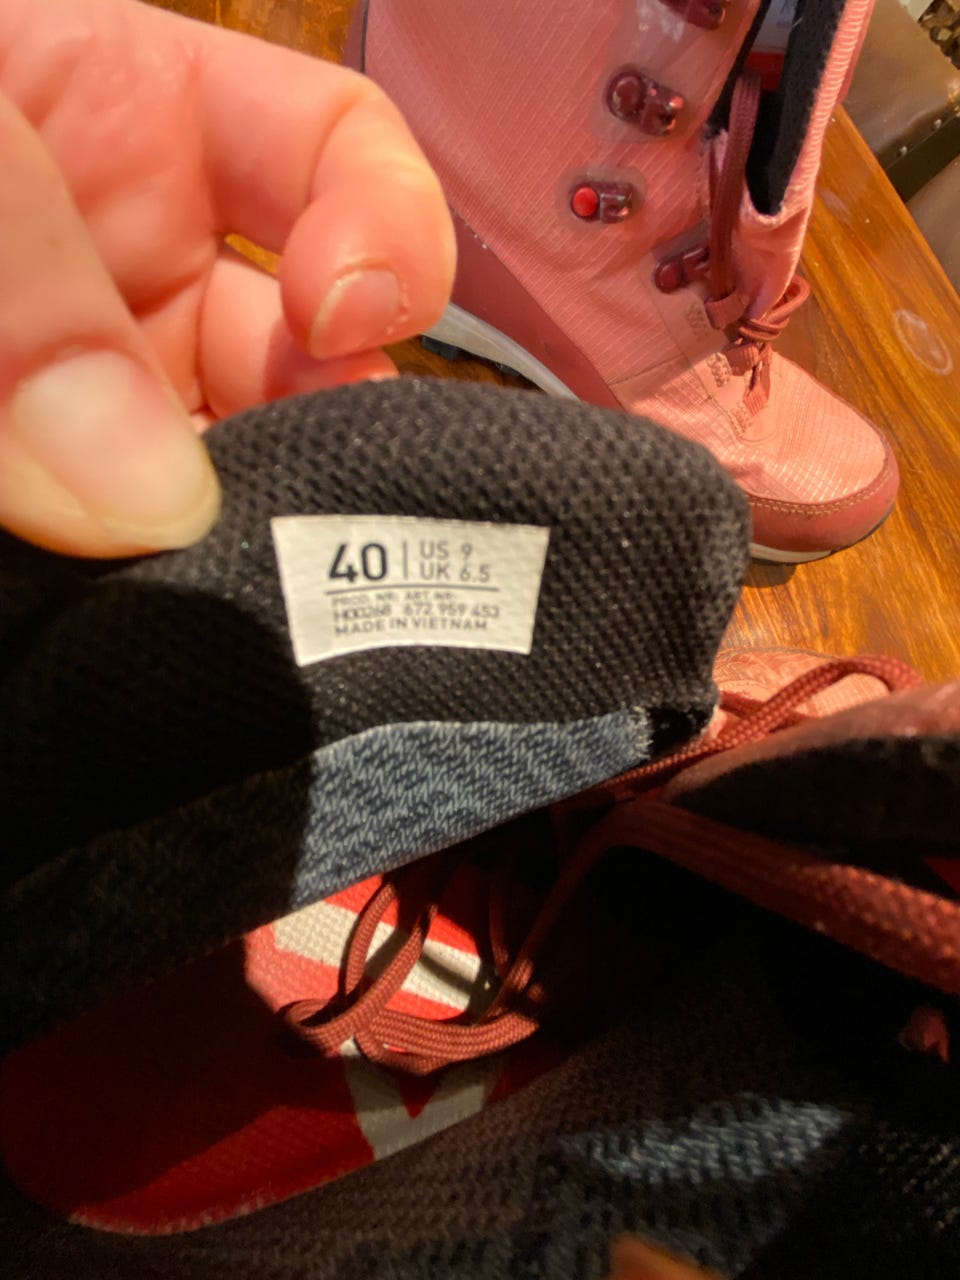 40 | US 9
UK 6.5
PROD. NR: ART. NR:
H00268 672 959 453
MADE IN VIETNAM